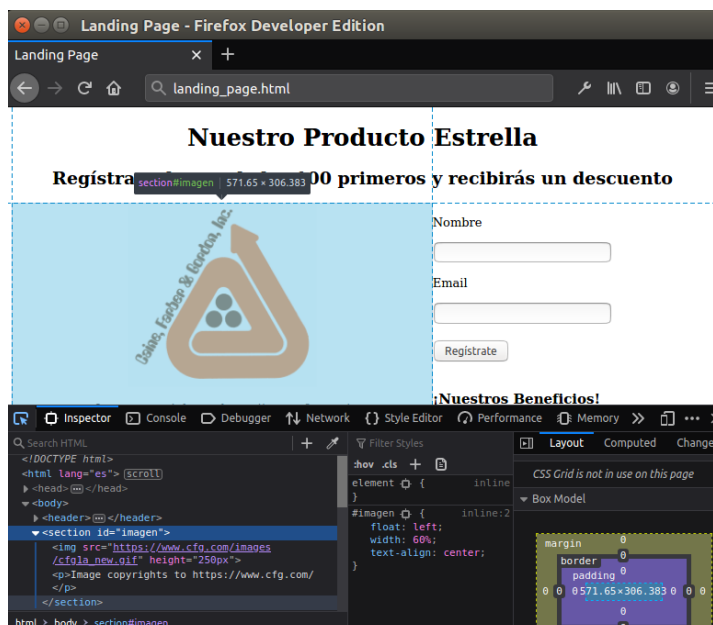 Landing Page - Firefox Developer Edition
Landing Page
landing_page.html
Nuestro Producto Estrella
Regístra 00 primeros y recibirás un descuento
section#imagen | 571.65 × 306.383
Gaine, Farber & Gordon, Inc.
Nombre
Email
Regístrate
¡Nuestros Beneficios!
Inspector Console Debugger Network {} Style Editor Performance Memory
Search HTML
<!DOCTYPE html>
<html lang="es"> scroll
<head> </head>
<body>
<header> </header>
<section id="imagen">
<img src="https://www.cfg.com/images
/cfg1a_new.gif" height="250px">
<p>Image copyrights to https://www.cfg.com/
</p>
</section>
html > body > section#imagen
Filter Styles
:hov .cls +
element { inline
}
#imagen { inline:2
float: left;
width: 60%;
text-align: center;
}
Layout Computed Change
CSS Grid is not in use on this page
Box Model
margin 0
border 0
padding 0
0 0 0 571.65×306.383 0 0 0
0
0